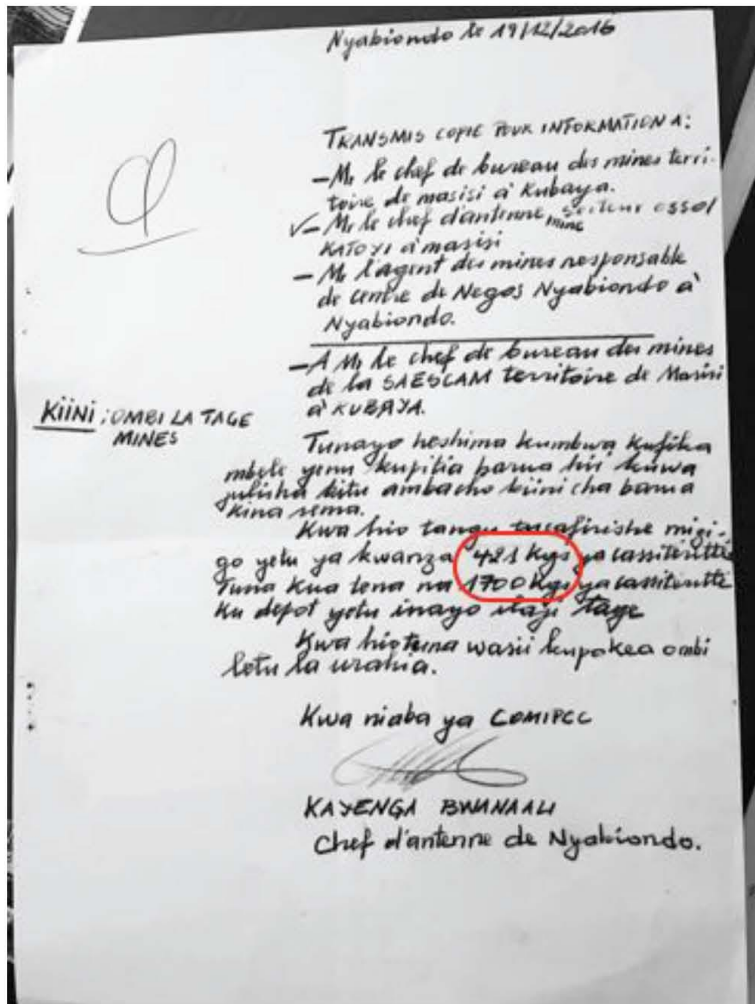 Nyabiondo le 19/12/2016
TRANSMIS COPIE POUR INFORMATION A:
- Mr le chef de bureau des mines terri-
toire de masisi à Kubaya.
- Mr le chef d'antenne mine secteur osso/
KATOYI à masisi
- Mr l'agent des mines responsable
de centre de Negos Nyabiondo à
Nyabiondo.
- A Mr le chef de bureau des mines
de la SAESCAM territoire de Masisi
à KUBAYA.
KIINI : OMBI LA TAGE
MINES
Tunayo heshima kumbwa kufika
mbele yenu kupitia barua hii kuwa
julisha kitu ambacho kiini cha barua
kina sema.
Kwa hio tangu tusafirishe mizi-
go yetu ya kwanza 421 kgs ya cassiteritte
Tuna kua tena na 1700 kgs ya cassiteritte
ku depot yetu inayo itaji tage
Kwa hio tuna wasii kupokea ombi
letu la urahia.
Kwa niaba ya COMIPCC
KAYENGA BWANAALI
Chef d'antenne de Nyabiondo.